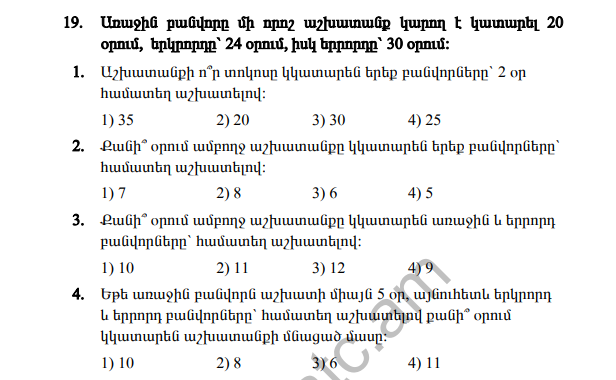 19. Առաջին բանվորը մի որոշ աշխատանք կարող է կատարել 20
օրում, երկրորդը՝ 24 օրում, իսկ երրորդը՝ 30 օրում:
1. Աշխատանքի ո՞ր տոկոսը կկատարեն երեք բանվորները՝ 2 օր
համատեղ աշխատելով:
1) 35 2) 20 3) 30 4) 25
2. Քանի՞ օրում ամբողջ աշխատանքը կկատարեն երեք բանվորները՝
համատեղ աշխատելով:
1) 7 2) 8 3) 6 4) 5
3. Քանի՞ օրում ամբողջ աշխատանքը կկատարեն առաջին և երրորդ
բանվորները՝ համատեղ աշխատելով:
1) 10 2) 11 3) 12 4) 9
4. Եթե առաջին բանվորն աշխատի միայն 5 օր, այնուհետև երկրորդ
և երրորդ բանվորները՝ համատեղ աշխատելով քանի՞ օրում
կկատարեն աշխատանքի մնացած մասը:
1) 10 2) 8 3) 6 4) 11